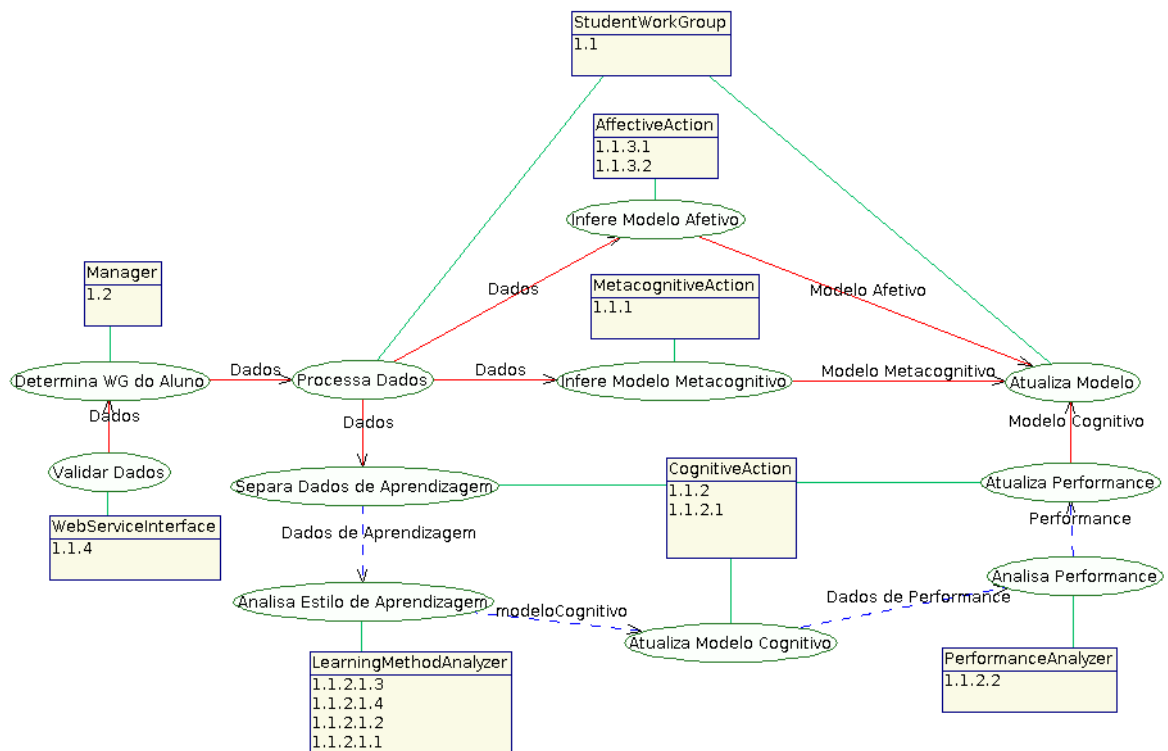 StudentWorkGroup
1.1
AffectiveAction
1.1.3.1
1.1.3.2
Infere Modelo Afetivo
Manager
1.2
MetacognitiveAction
1.1.1
Dados
Modelo Afetivo
Determina WG do Aluno
Dados
Processa Dados
Dados
Infere Modelo Metacognitivo
Modelo Metacognitivo
Atualiza Modelo
Dados
Dados
Modelo Cognitivo
Validar Dados
Separa Dados de Aprendizagem
CognitiveAction
1.1.2
1.1.2.1
Atualiza Performance
WebServiceInterface
1.1.4
Dados de Aprendizagem
Performance
Analisa Estilo de Aprendizagem
modeloCognitivo
Atualiza Modelo Cognitivo
Dados de Performance
Analisa Performance
LearningMethodAnalyzer
1.1.2.1.3
1.1.2.1.4
1.1.2.1.2
1.1.2.1.1
PerformanceAnalyzer
1.1.2.2